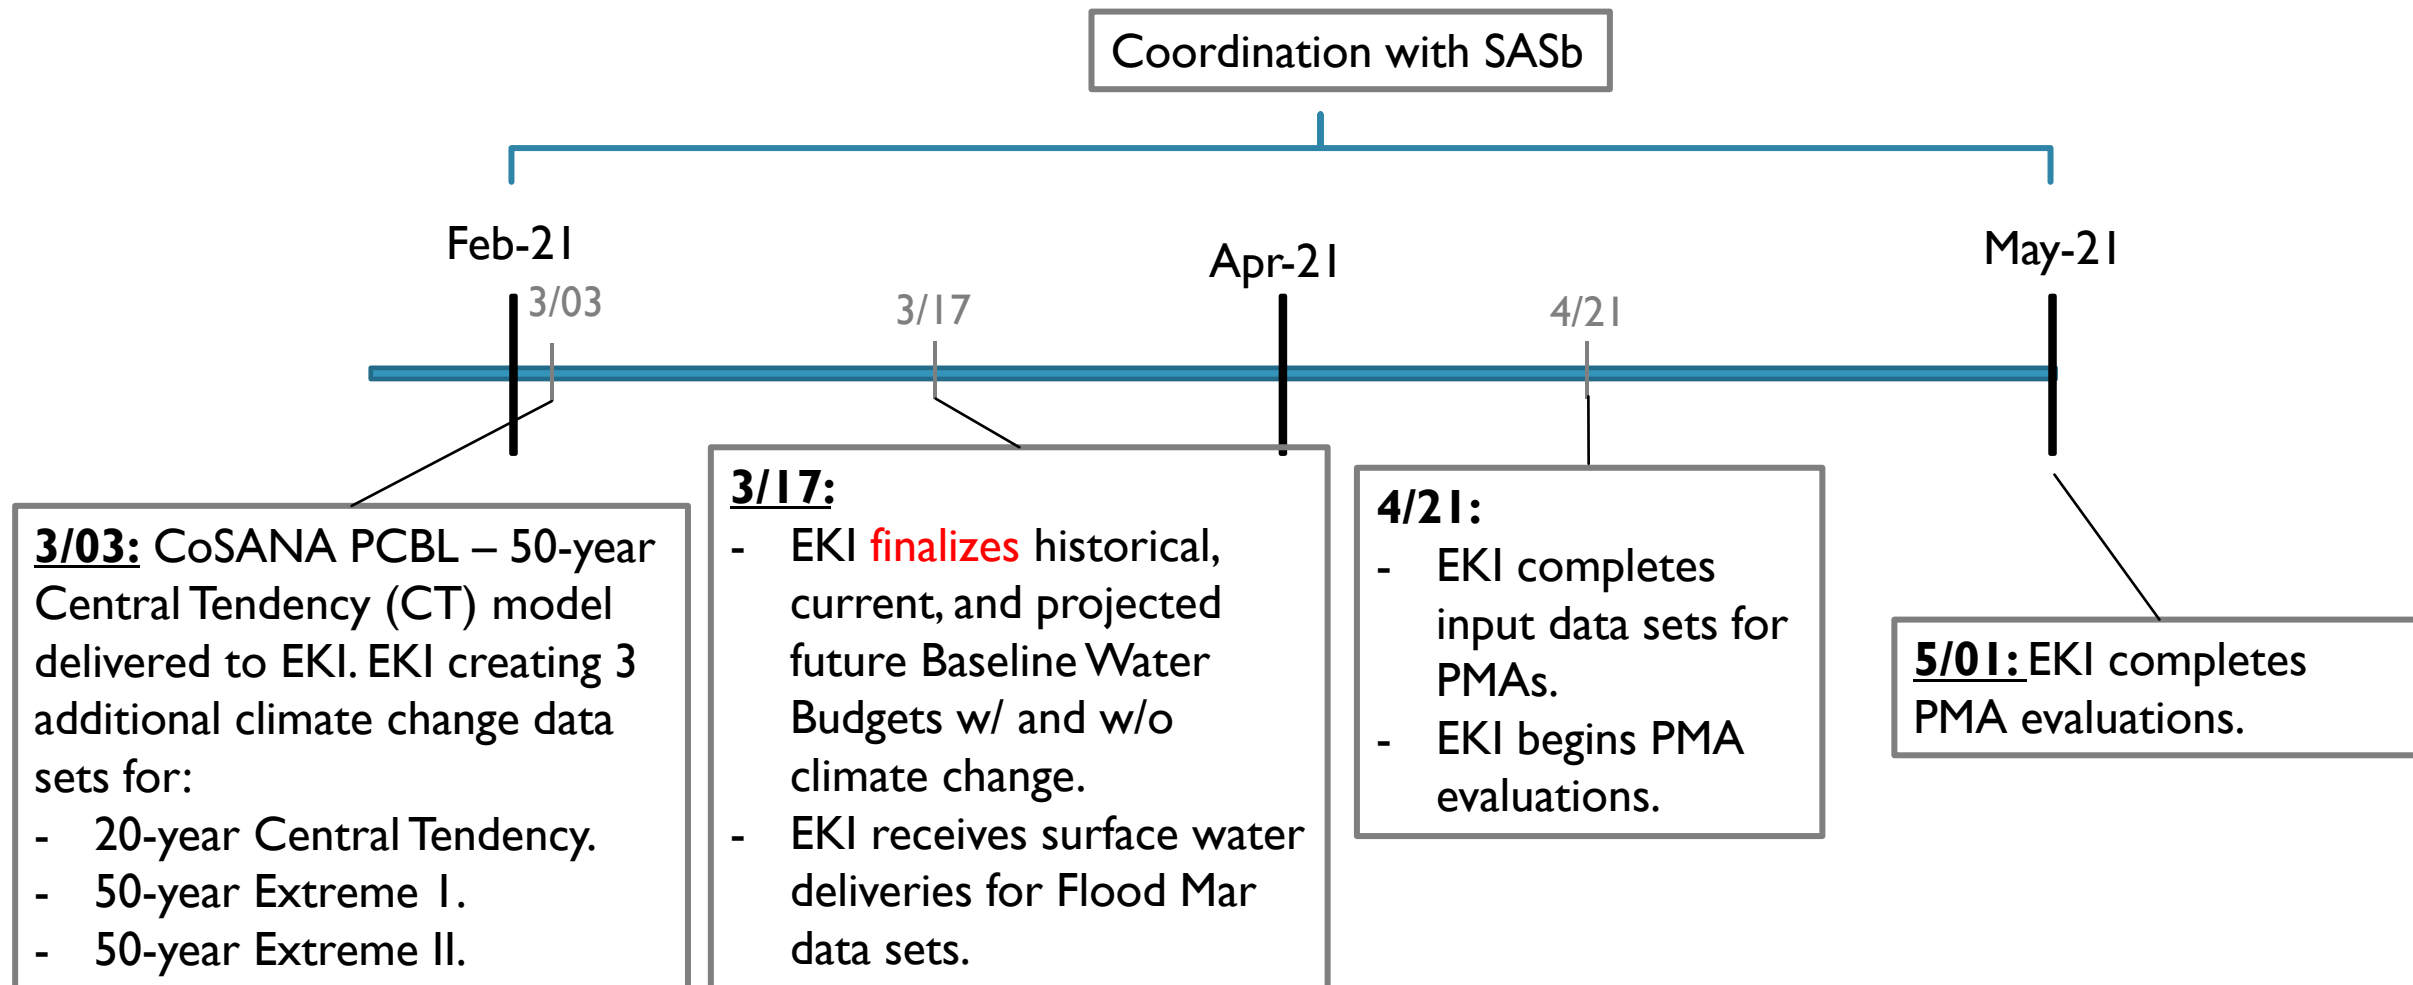 Coordination with SASb
Feb-21
Apr-21
May-21
3/03
3/17
4/21
3/03: CoSANA PCBL – 50-year
Central Tendency (CT) model
delivered to EKI. EKI creating 3
additional climate change data
sets for:
- 20-year Central Tendency.
- 50-year Extreme 1.
- 50-year Extreme II.
3/17:
- EKI finalizes historical,
current, and projected
future Baseline Water
Budgets w/ and w/o
climate change.
- EKI receives surface water
deliveries for Flood Mar
data sets.
4/21:
- EKI completes
input data sets for
PMAs.
- EKI begins PMA
evaluations.
5/01: EKI completes
PMA evaluations.